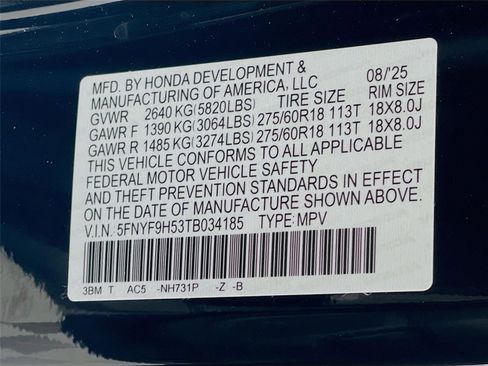 MFD. BY HONDA DEVELOPMENT & 08/'25
MANUFACTURING OF AMERICA, LLC
GVWR 2640 KG(5820LBS) TIRE SIZE RIM SIZE
GAWR F 1390 KG(3064LBS) 275/60R18 113T 18X8.0J
GAWR R 1485 KG(3274LBS) 275/60R18 113T 18X8.0J
THIS VEHICLE CONFORMS TO ALL APPLICABLE
FEDERAL MOTOR VEHICLE SAFETY
AND THEFT PREVENTION STANDARDS IN EFFECT
ON THE DATE OF MANUFACTURE SHOWN ABOVE.
V.I.N. 5FNYF9H53TB034185 TYPE: MPV
3BM T AC5 -NH731P -Z -B